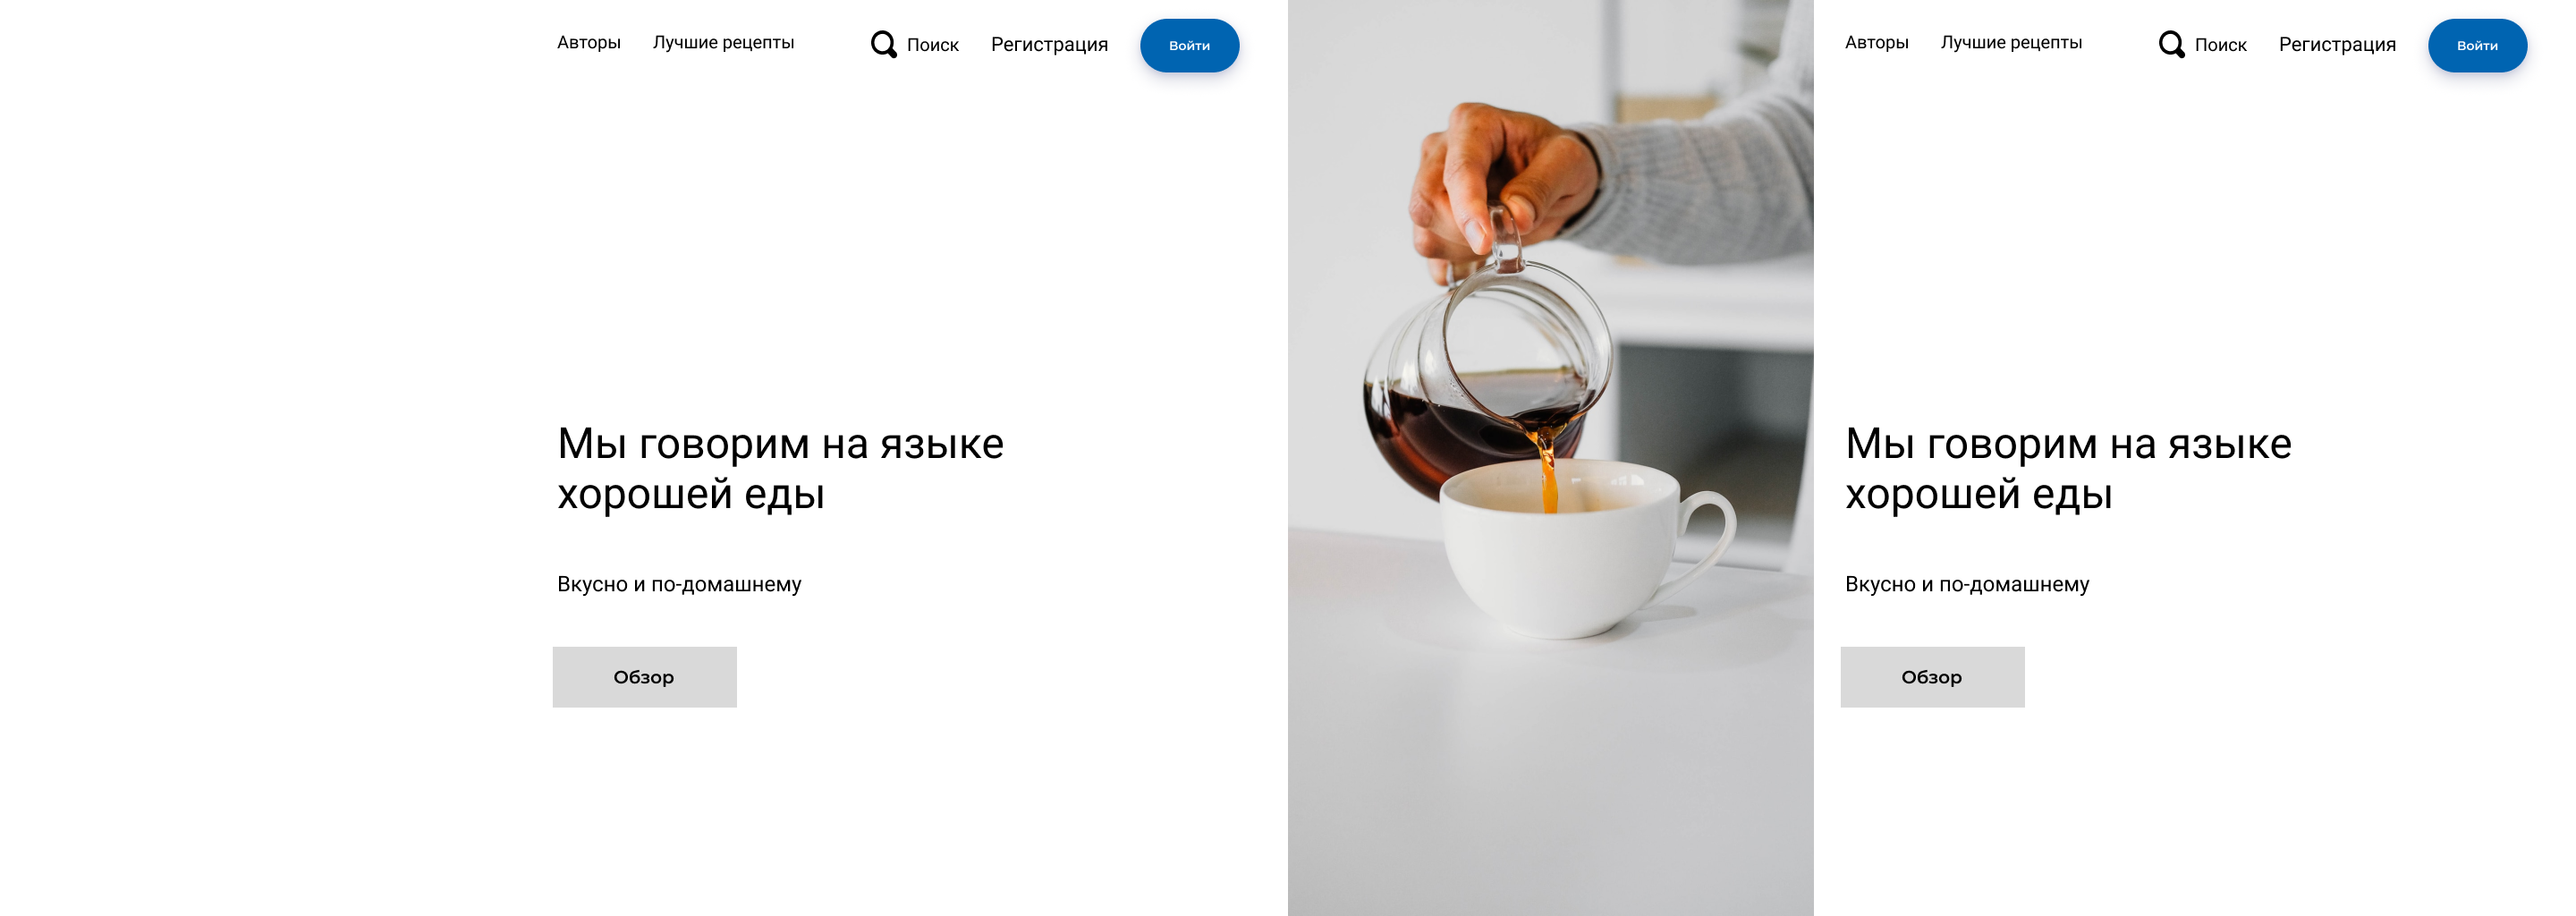 Авторы Лучшие рецепты Поиск Регистрация Войти
Мы говорим на языке
хорошей еды
Вкусно и по-домашнему
Обзор
Авторы Лучшие рецепты Поиск Регистрация Войти
Мы говорим на языке
хорошей еды
Вкусно и по-домашнему
Обзор